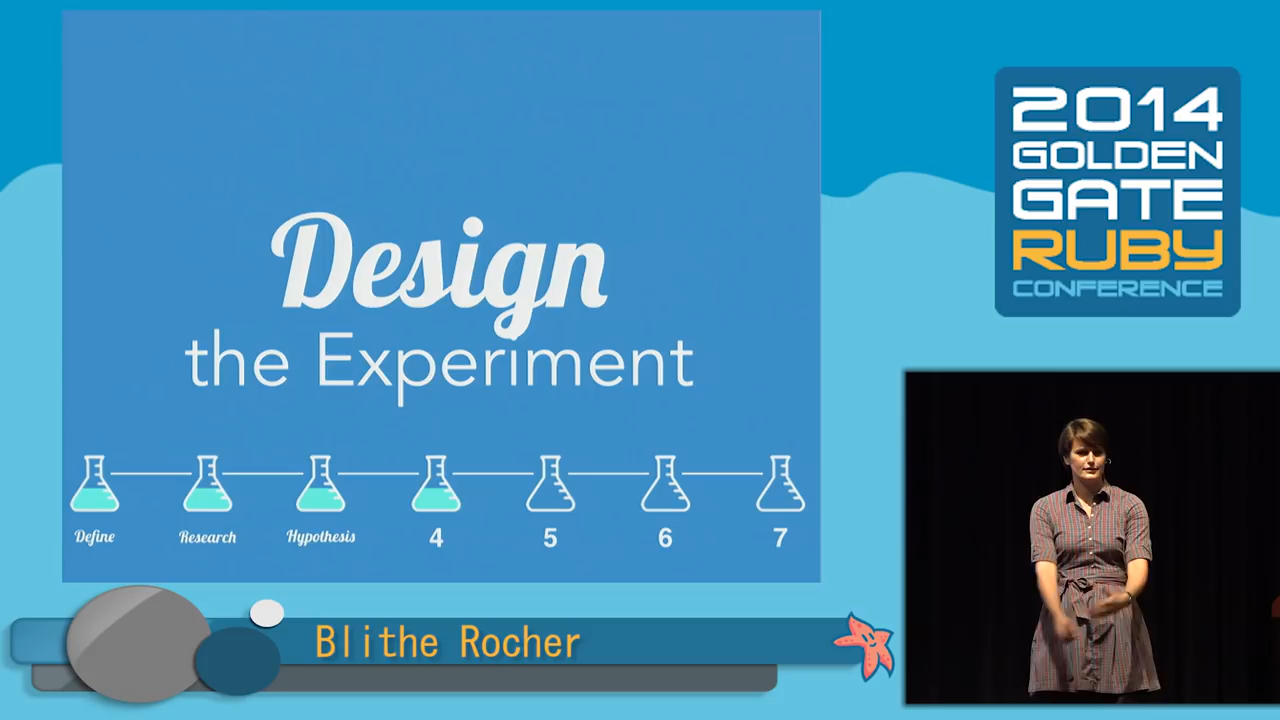 Design
the Experiment
Define
Research
Hypothesis
4
5
6
7
2014
GOLDEN
GATE
RUBY
CONFERENCE
Blithe Rocher